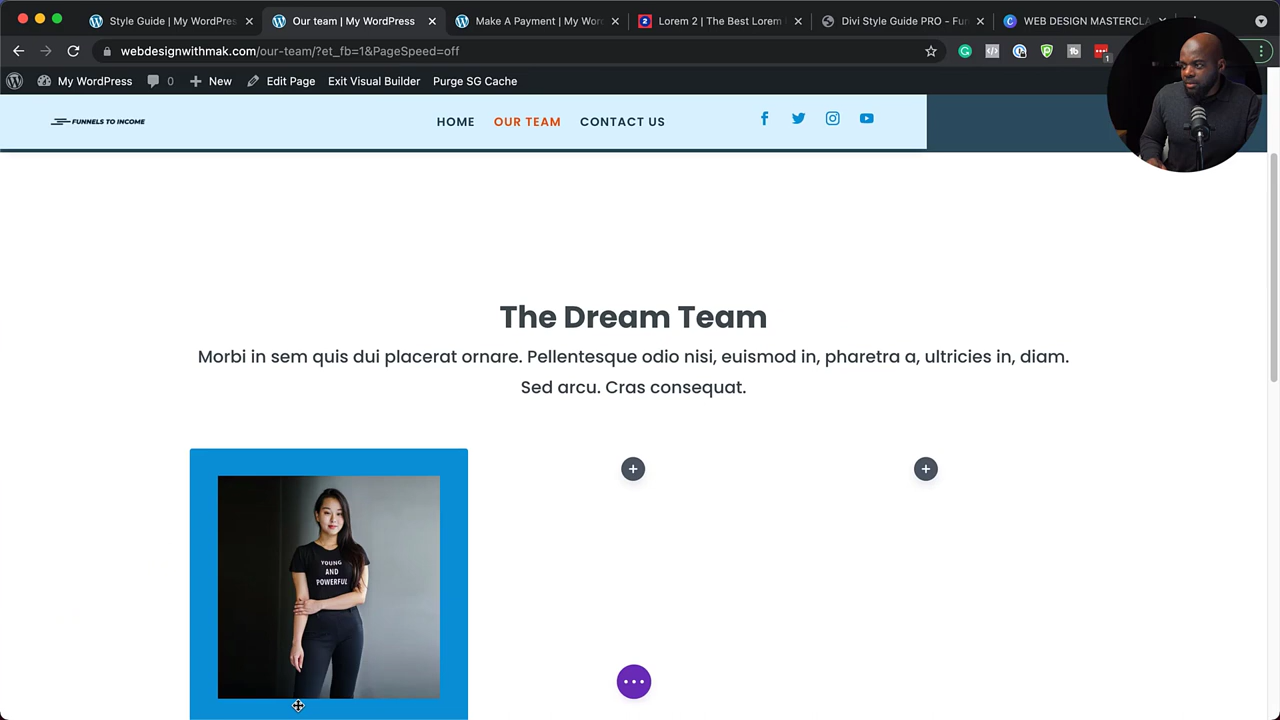 Style Guide | My WordPres
Our team | My WordPress
Make A Payment | My Wor
Lorem 2 | The Best Lorem
Divi Style Guide PRO - Fun
WEB DESIGN MASTERCLA
webdesignwithmak.com/our-team/?et_fb=1&PageSpeed=off
1
My WordPress
0
New
Edit Page
Exit Visual Builder
Purge SG Cache
FUNNELS TO INCOME
HOME
OUR TEAM
CONTACT US
The Dream Team
Morbi in sem quis dui placerat ornare. Pellentesque odio nisi, euismod in, pharetra a, ultricies in, diam.
Sed arcu. Cras consequat.
YOUNG
AND
POWERFUL